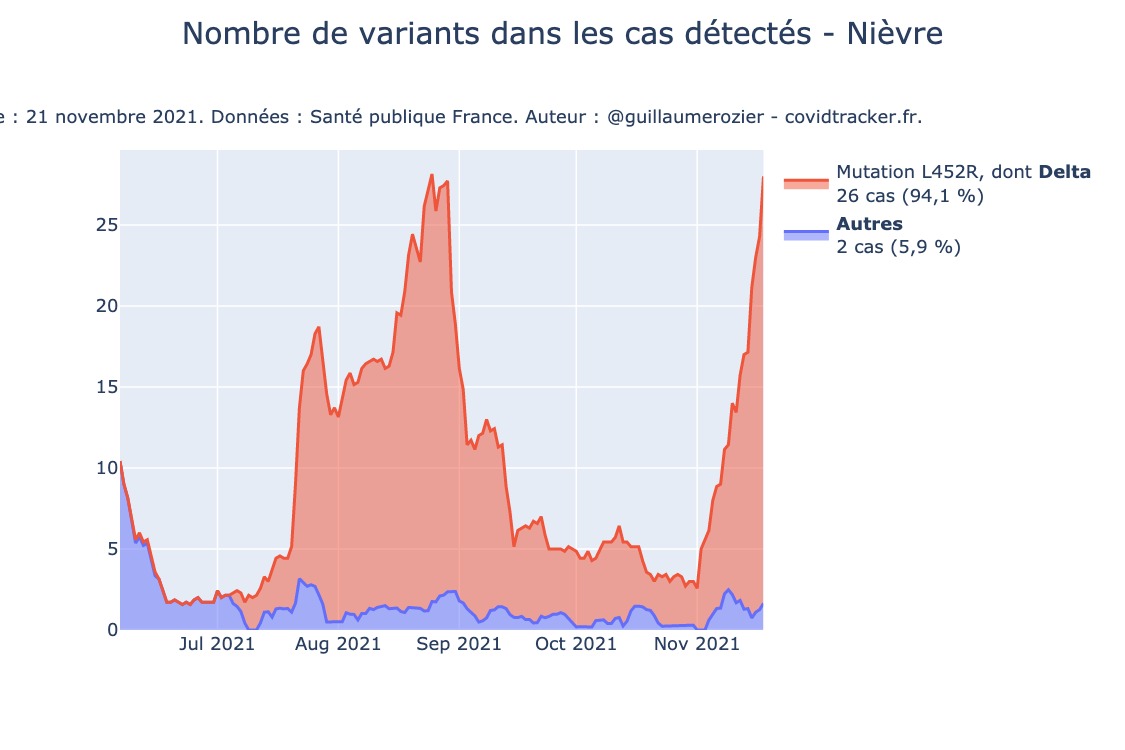 Nombre de variants dans les cas détectés - Nièvre
: 21 novembre 2021. Données : Santé publique France. Auteur : @guillaumerozier - covidtracker.fr.
Mutation L452R, dont Delta
26 cas (94,1 %)
Autres
2 cas (5,9 %)
25
20
15
10
5
0
Jul 2021
Aug 2021
Sep 2021
Oct 2021
Nov 2021